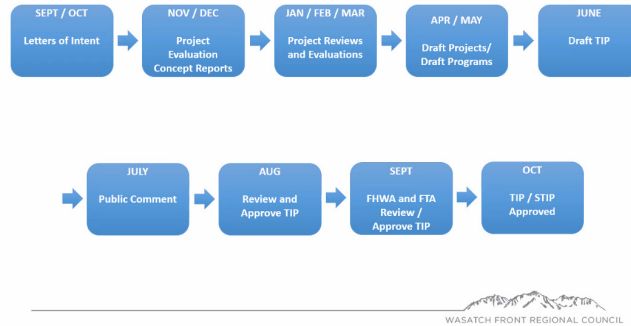 SEPT / OCT
Letters of Intent
NOV / DEC
Project
Evaluation
Concept Reports
JAN / FEB / MAR
Project Reviews
and Evaluations
APR / MAY
Draft Projects/
Draft Programs
JUNE
Draft TIP
JULY
Public Comment
AUG
Review and
Approve TIP
SEPT
FHWA and FTA
Review /
Approve TIP
OCT
TIP / STIP
Approved
WASATCH FRONT REGIONAL COUNCIL